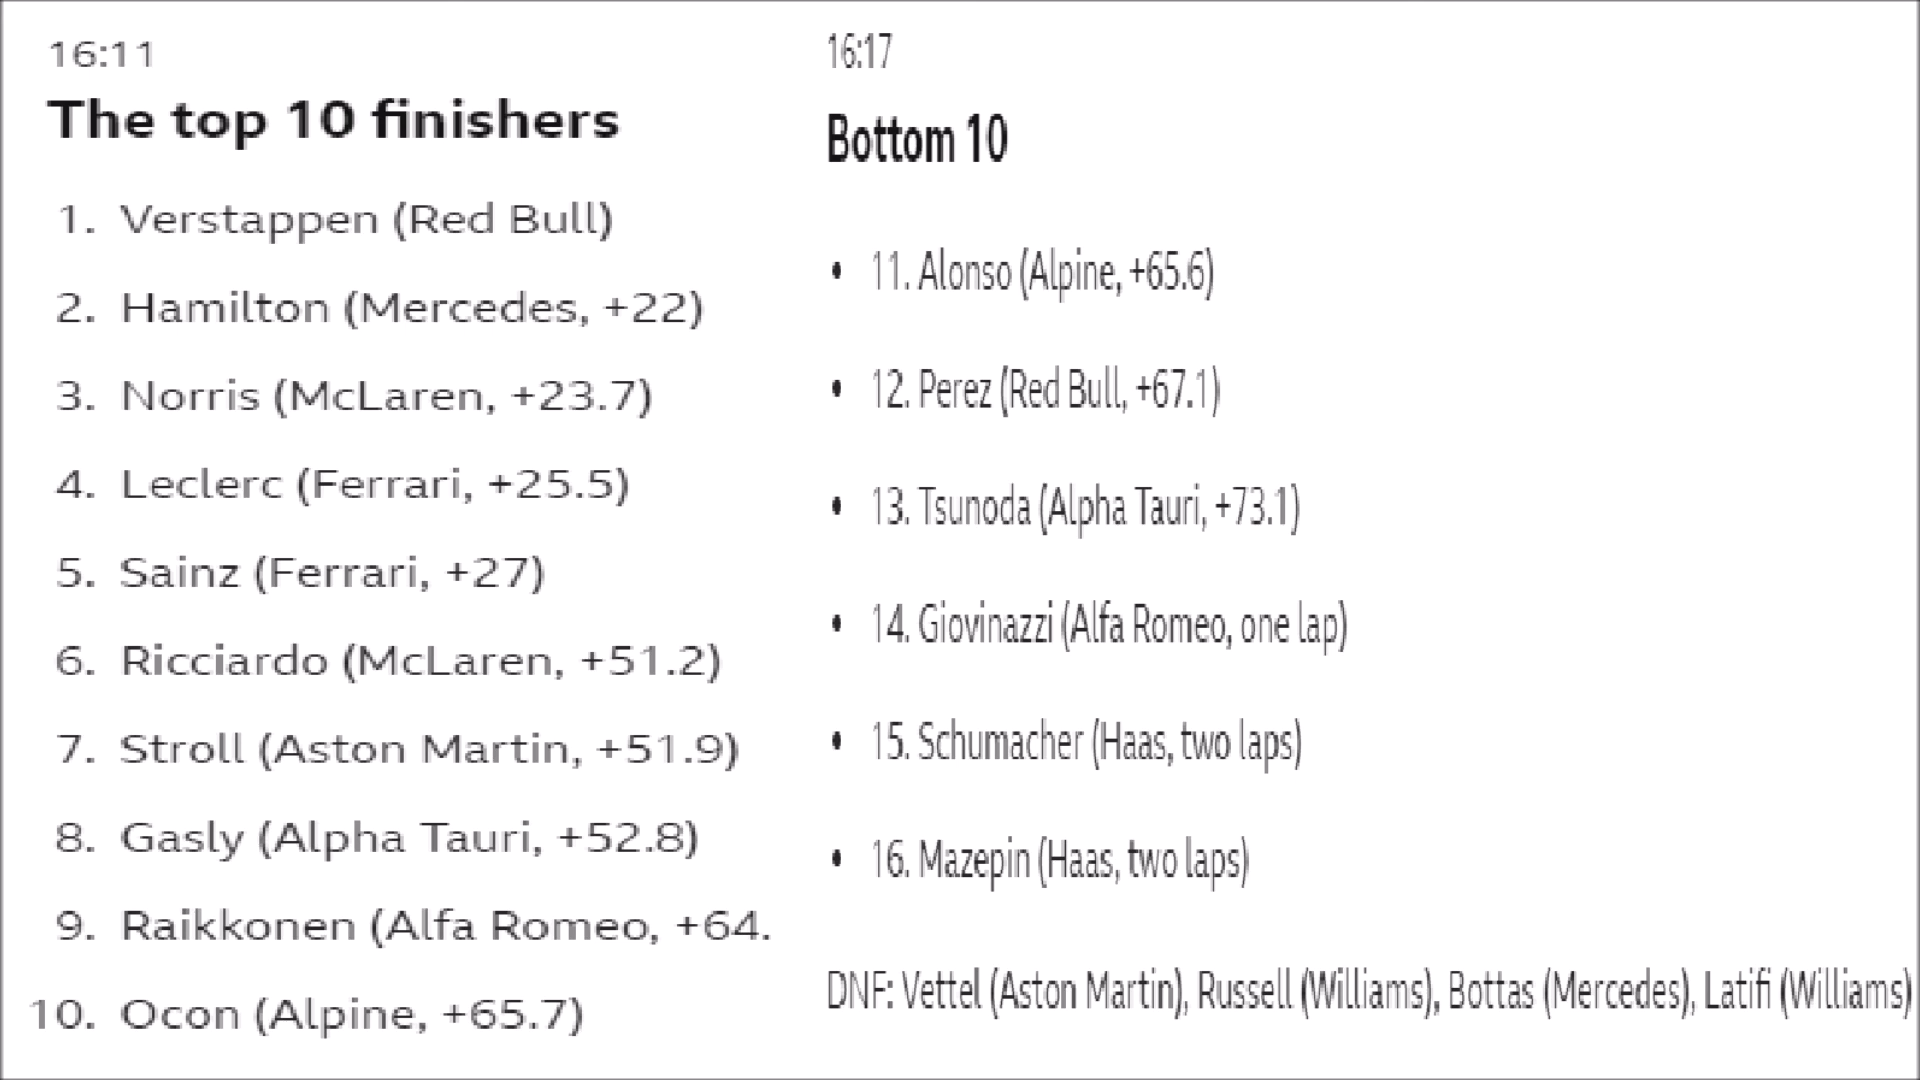 16:11
The top 10 finishers
1. Verstappen (Red Bull)
2. Hamilton (Mercedes, +22)
3. Norris (McLaren, +23.7)
4. Leclerc (Ferrari, +25.5)
5. Sainz (Ferrari, +27)
6. Ricciardo (McLaren, +51.2)
7. Stroll (Aston Martin, +51.9)
8. Gasly (Alpha Tauri, +52.8)
9. Raikkonen (Alfa Romeo, +64.
10. Ocon (Alpine, +65.7)
16:17
Bottom 10
• 11. Alonso (Alpine, +65.6)
• 12. Perez (Red Bull, +67.1)
• 13. Tsunoda (Alpha Tauri, +73.1)
• 14. Giovinazzi (Alfa Romeo, one lap)
• 15. Schumacher (Haas, two laps)
• 16. Mazepin (Haas, two laps)
DNF: Vettel (Aston Martin), Russell (Williams), Bottas (Mercedes), Latifi (Williams)